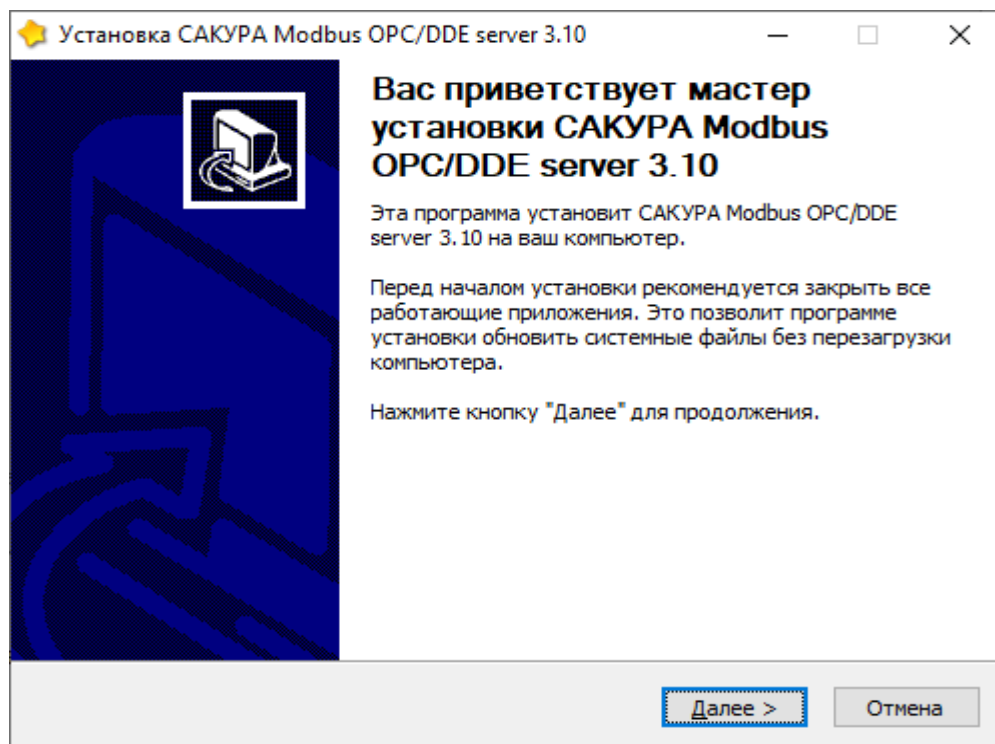 Установка САКУРА Modbus OPC/DDE server 3.10
Вас приветствует мастер
установки САКУРА Modbus
OPC/DDE server 3.10
Эта программа установит САКУРА Modbus OPC/DDE
server 3.10 на ваш компьютер.
Перед началом установки рекомендуется закрыть все
работающие приложения. Это позволит программе
установки обновить системные файлы без перезагрузки
компьютера.
Нажмите кнопку "Далее" для продолжения.
Далее >
Отмена